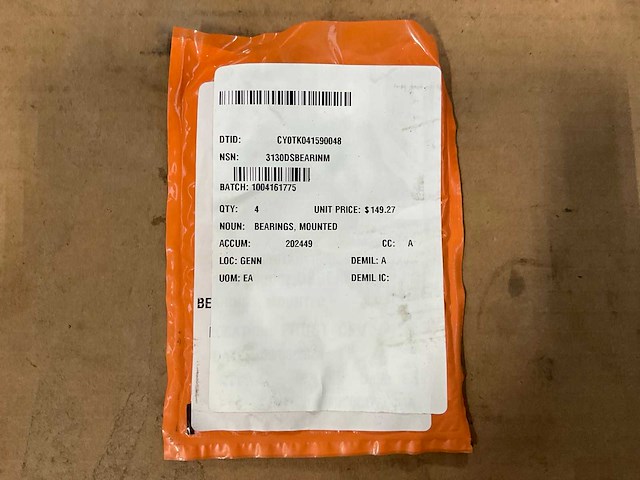 DTID: CY0TK041590048
NSN: 3130DSBEARINM
BATCH: 1004161775
QTY: 4 UNIT PRICE: $149.27
NOUN: BEARINGS, MOUNTED
ACCUM: 202449 CC: A
LOC: GENN DEMIL: A
UOM: EA DEMIL IC:
BE